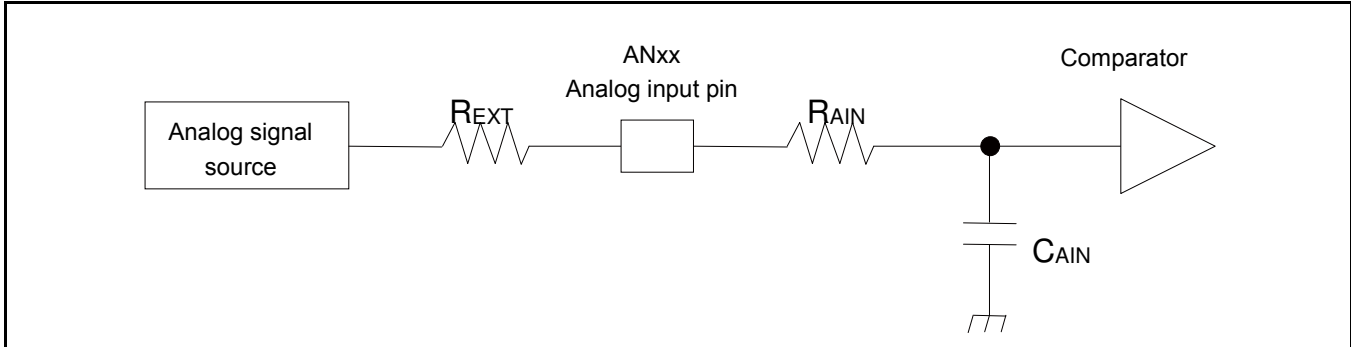 ANxx
Analog input pin
Comparator
Analog signal
source
REXT
RAIN
CAIN